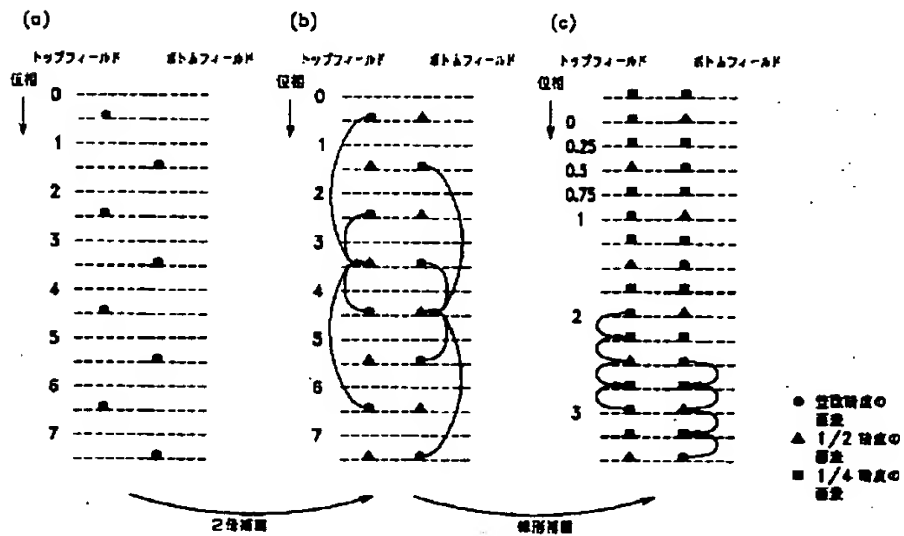 (a)
トップフィールド ボトムフィールド
位相
0
1
2
3
4
5
6
7
(b)
トップフィールド ボトムフィールド
位相
0
1
2
3
4
5
6
7
(c)
トップフィールド ボトムフィールド
位相
0
0.25
0.5
0.75
1
2
3
● 整数精度の
画素
▲ 1/2 精度の
画素
■ 1/4 精度の
画素
2倍補間
線形補間